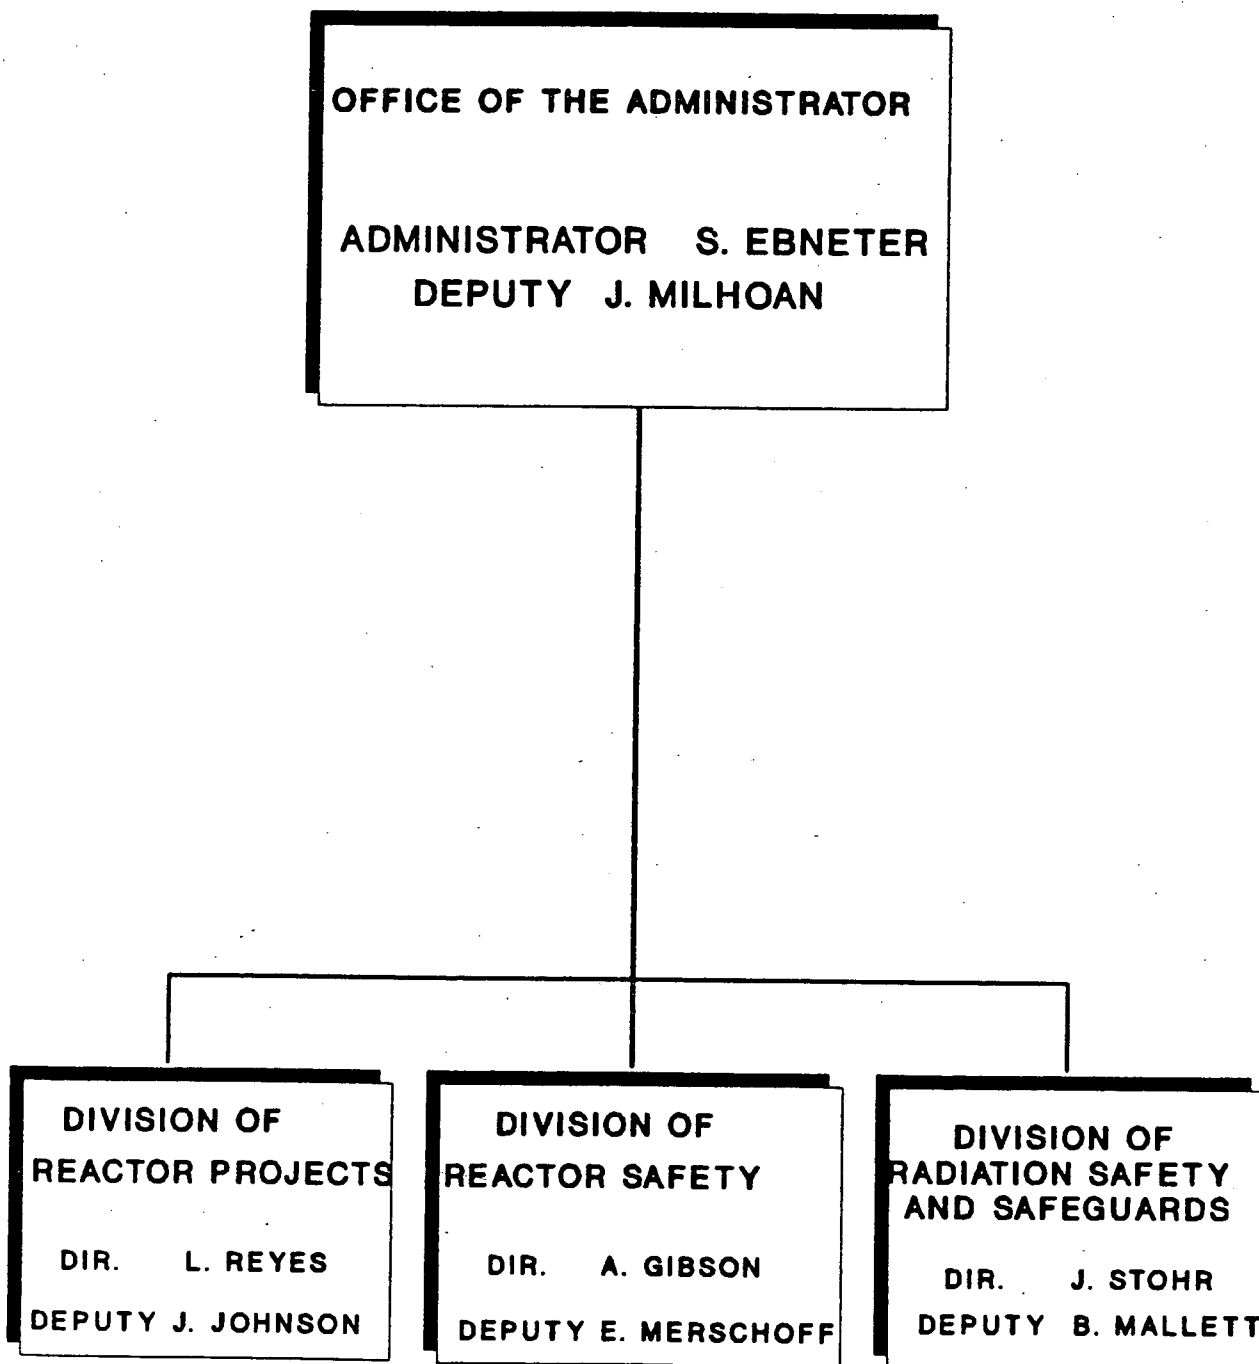 OFFICE OF THE ADMINISTRATOR
ADMINISTRATOR S. EBNETER
DEPUTY J. MILHOAN
DIVISION OF
REACTOR PROJECTS
DIR. L. REYES
DEPUTY J. JOHNSON
DIVISION OF
REACTOR SAFETY
DIR. A. GIBSON
DEPUTY E. MERSCHOFF
DIVISION OF
RADIATION SAFETY
AND SAFEGUARDS
DIR. J. STOHR
DEPUTY B. MALLETT